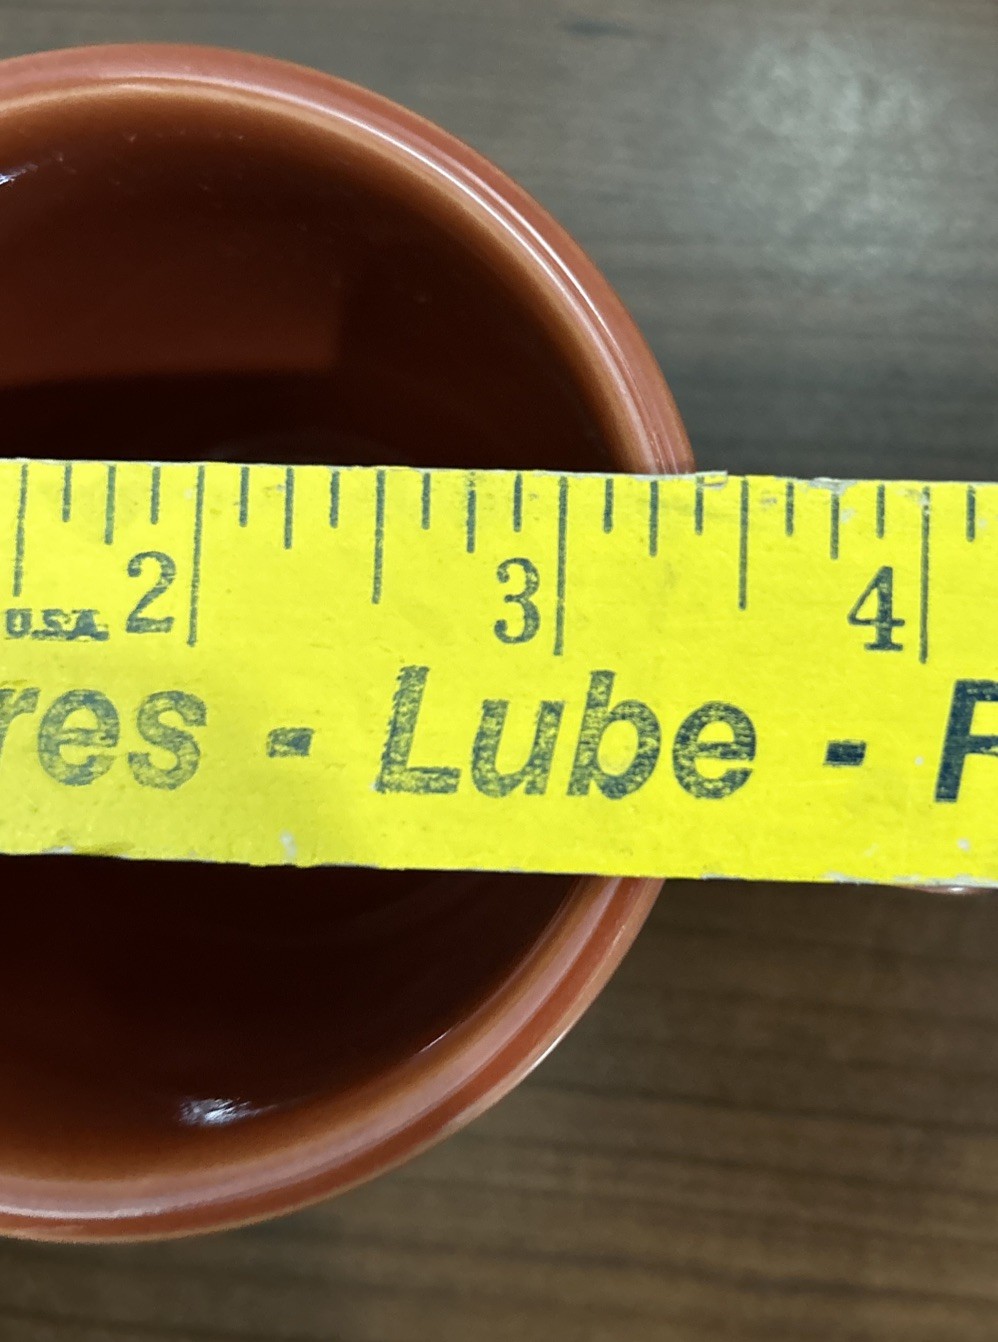 2 3 4
U.S.A.
res - Lube -